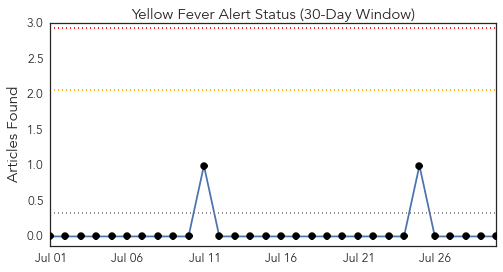 Yellow Fever Alert Status (30-Day Window)
Articles Found
3.0
2.5
2.0
1.5
1.0
0.5
0.0
Jul 01 Jul 06 Jul 11 Jul 16 Jul 21 Jul 26